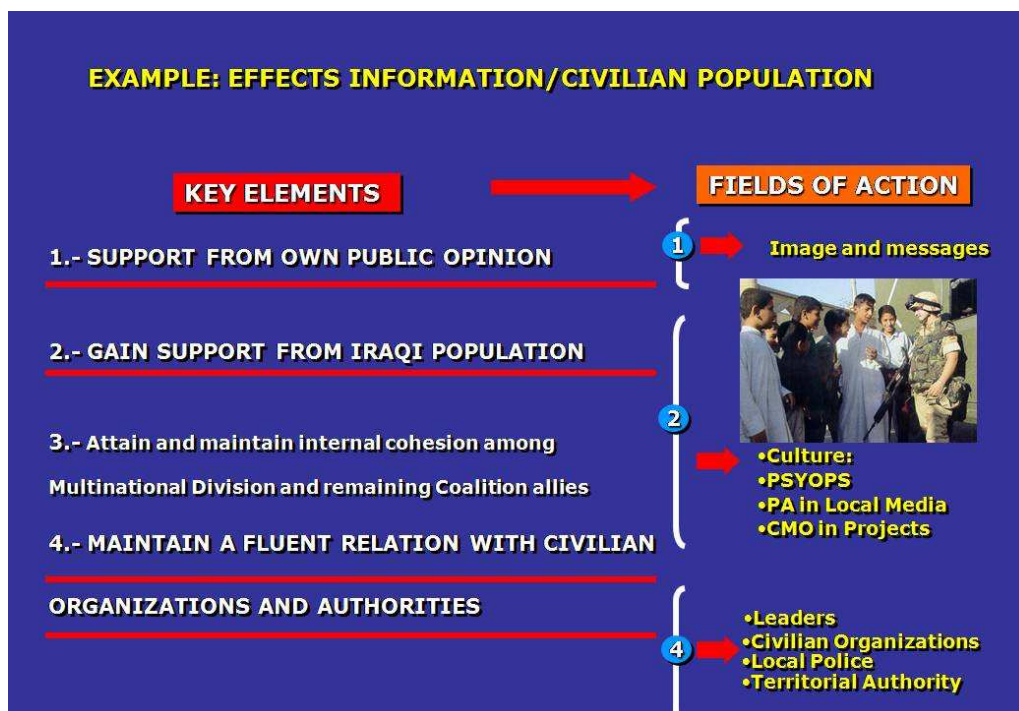 EXAMPLE: EFFECTS INFORMATION/CIVILIAN POPULATION
KEY ELEMENTS
FIELDS OF ACTION
1.- SUPPORT FROM OWN PUBLIC OPINION
1
Image and messages
2.- GAIN SUPPORT FROM IRAQI POPULATION
2
3.- Attain and maintain internal cohesion among
Multinational Division and remaining Coalition allies
•Culture:
•PSYOPS
•PA in Local Media
•CMO in Projects
4.- MAINTAIN A FLUENT RELATION WITH CIVILIAN
ORGANIZATIONS AND AUTHORITIES
4
•Leaders
•Civilian Organizations
•Local Police
•Territorial Authority